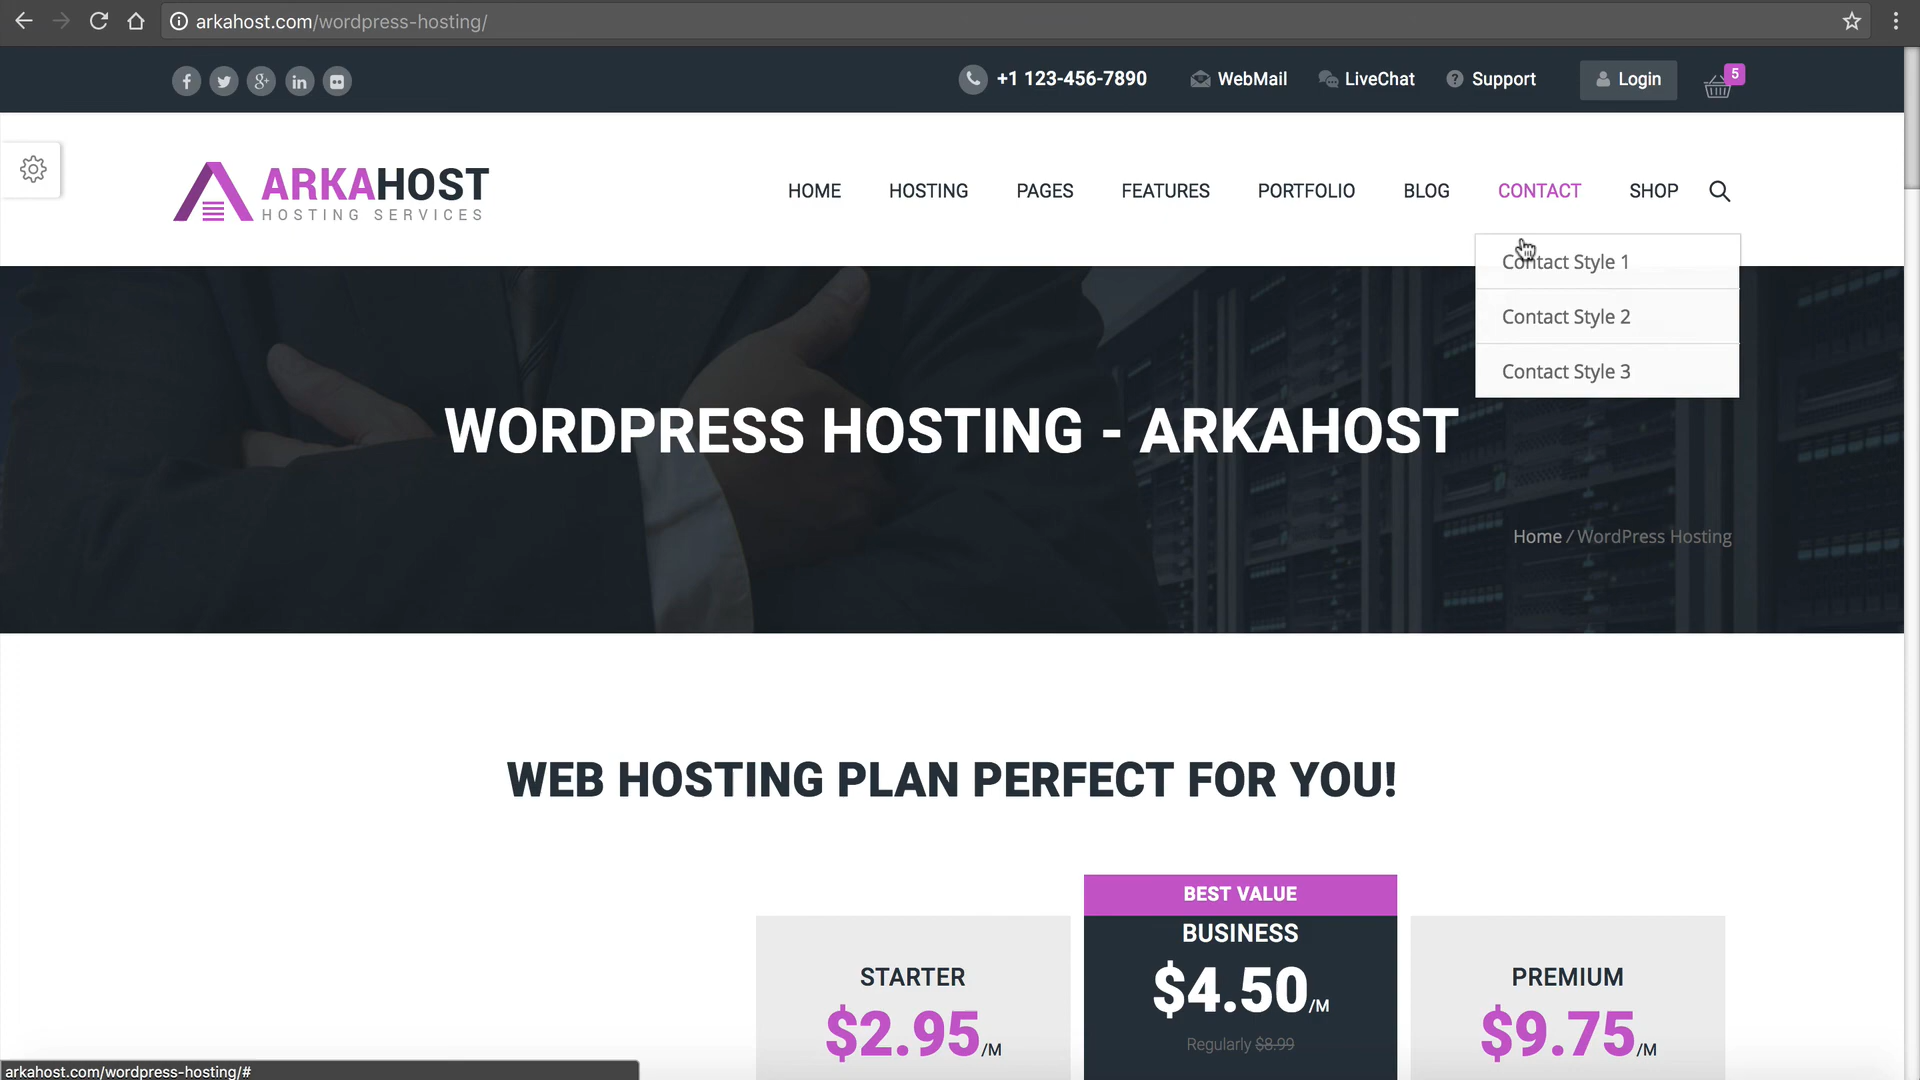 arkahost.com/wordpress-hosting/
+1 123-456-7890 WebMail LiveChat Support Login 5
ARKAHOST
HOSTING SERVICES
HOME HOSTING PAGES FEATURES PORTFOLIO BLOG CONTACT SHOP
Contact Style 1
Contact Style 2
Contact Style 3
WORDPRESS HOSTING - ARKAHOST
Home / WordPress Hosting
WEB HOSTING PLAN PERFECT FOR YOU!
BEST VALUE
STARTER
$2.95/M
BUSINESS
$4.50/M
Regularly $8.99
PREMIUM
$9.75/M
arkahost.com/wordpress-hosting/#